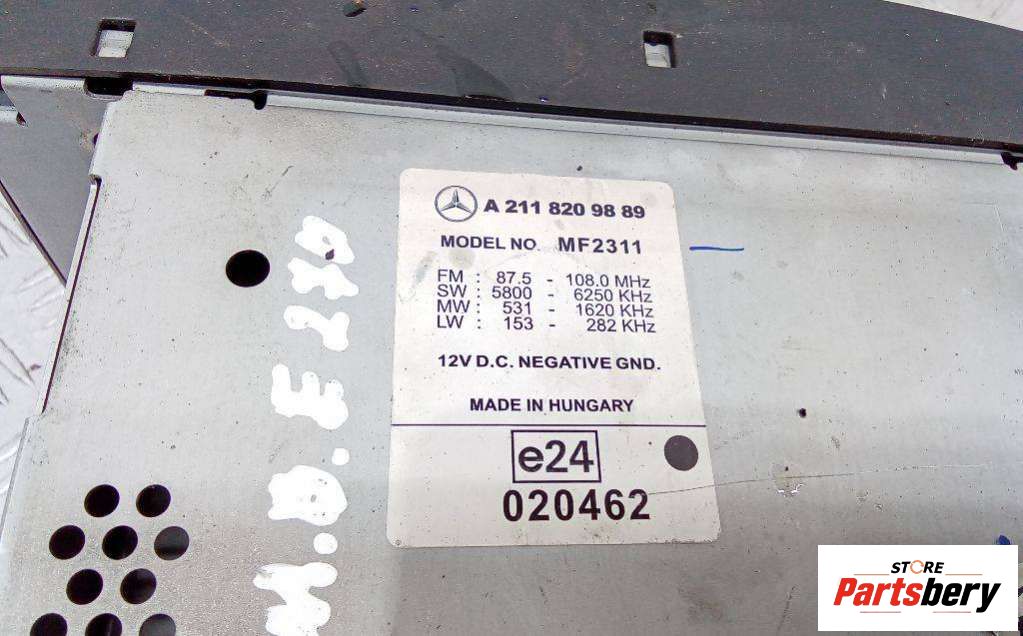 A 211 820 98 89
MODEL NO. MF2311
FM : 87.5 - 108.0 MHz
SW : 5800 - 6250 KHz
MW : 531 - 1620 KHz
LW : 153 - 282 KHz
12V D.C. NEGATIVE GND.
MADE IN HUNGARY
e24
020462
STORE
Partsbery